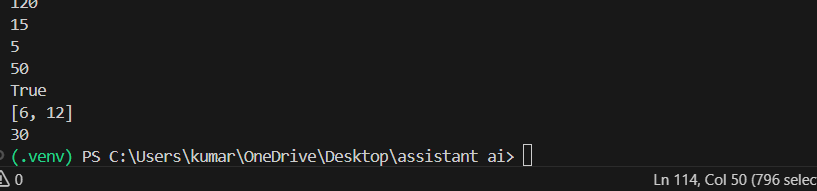 120
15
5
50
True
[6, 12]
30
(.venv) PS C:\Users\kumar\OneDrive\Desktop\assistant ai>
0
Ln 114, Col 50 (796 selec